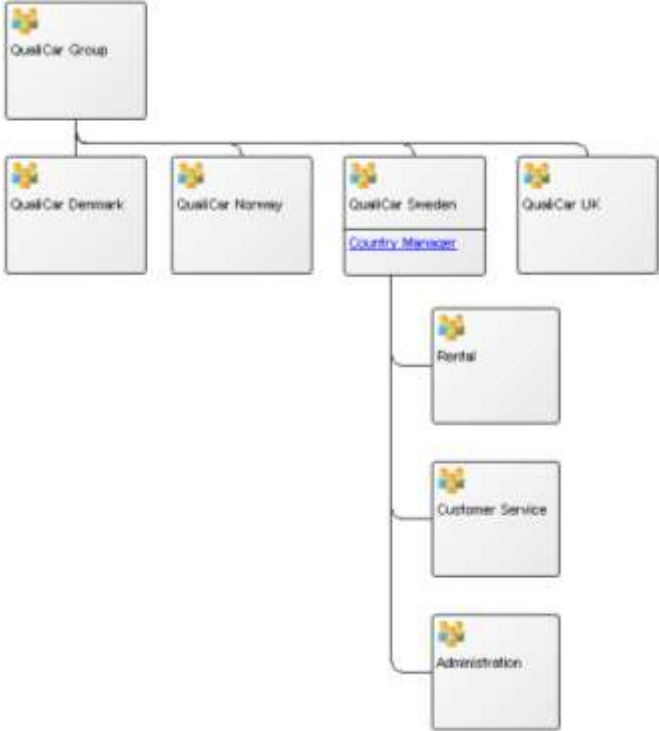 QualiCar Group
QualiCar Denmark
QualiCar Norway
QualiCar Sweden
QualiCar UK
Country Manager
Rental
Customer Service
Administration